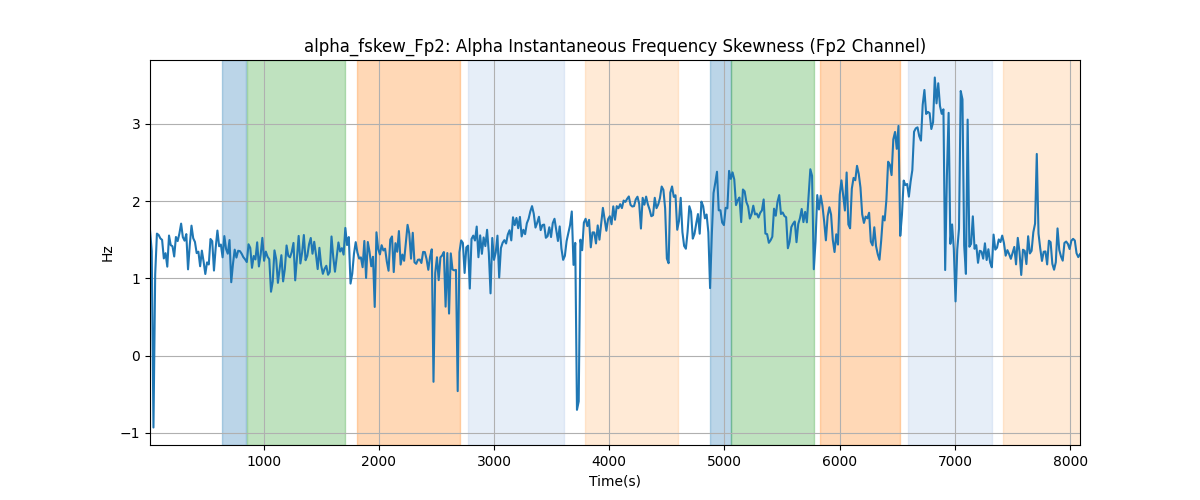 alpha_fskew_Fp2: Alpha Instantaneous Frequency Skewness (Fp2 Channel)
Hz
3
2
1
0
−1
1000 2000 3000 4000 5000 6000 7000 8000
Time(s)